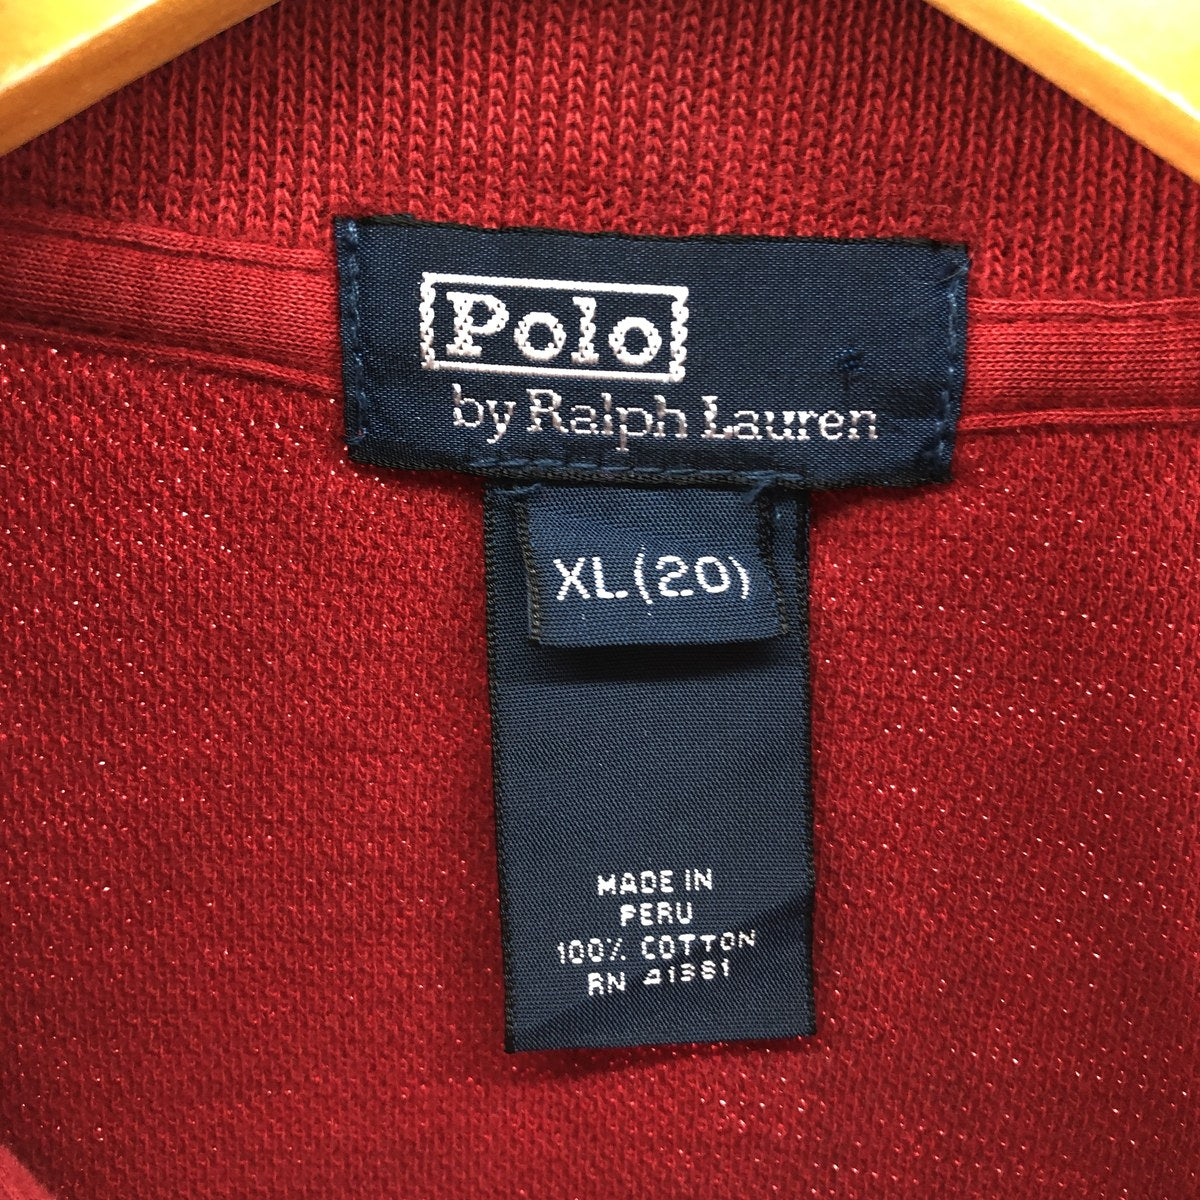 Polo
by Ralph Lauren
XL (20)
MADE IN
PERU
100% COTTON
RN 41381